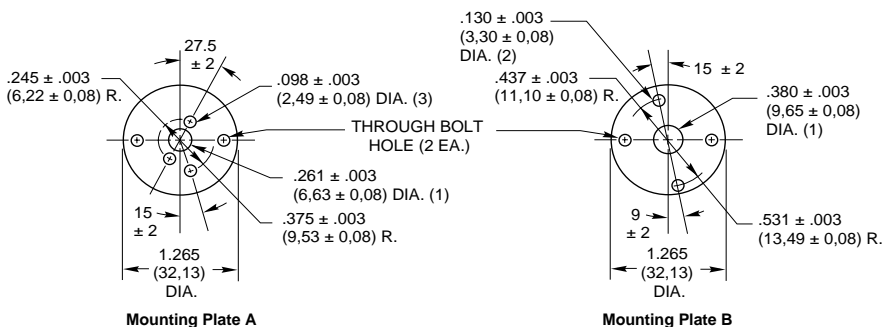 27.5
± 2
.245 ± .003
(6,22 ± 0,08) R.
.098 ± .003
(2,49 ± 0,08) DIA. (3)
THROUGH BOLT
HOLE (2 EA.)
.261 ± .003
(6,63 ± 0,08) DIA. (1)
.375 ± .003
(9,53 ± 0,08) R.
15
± 2
1.265
(32,13)
DIA.
Mounting Plate A
.130 ± .003
(3,30 ± 0,08)
DIA. (2)
15 ± 2
.437 ± .003
(11,10 ± 0,08) R.
.380 ± .003
(9,65 ± 0,08)
DIA. (1)
9
± 2
.531 ± .003
(13,49 ± 0,08) R.
1.265
(32,13)
DIA.
Mounting Plate B